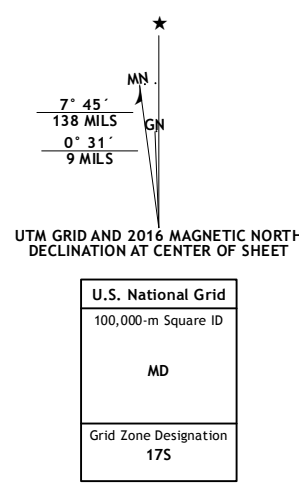 MN
7° 45´
138 MILS
GN
0° 31´
9 MILS
UTM GRID AND 2016 MAGNETIC NORTH
DECLINATION AT CENTER OF SHEET
U.S. National Grid
100,000-m Square ID
MD
Grid Zone Designation
17S